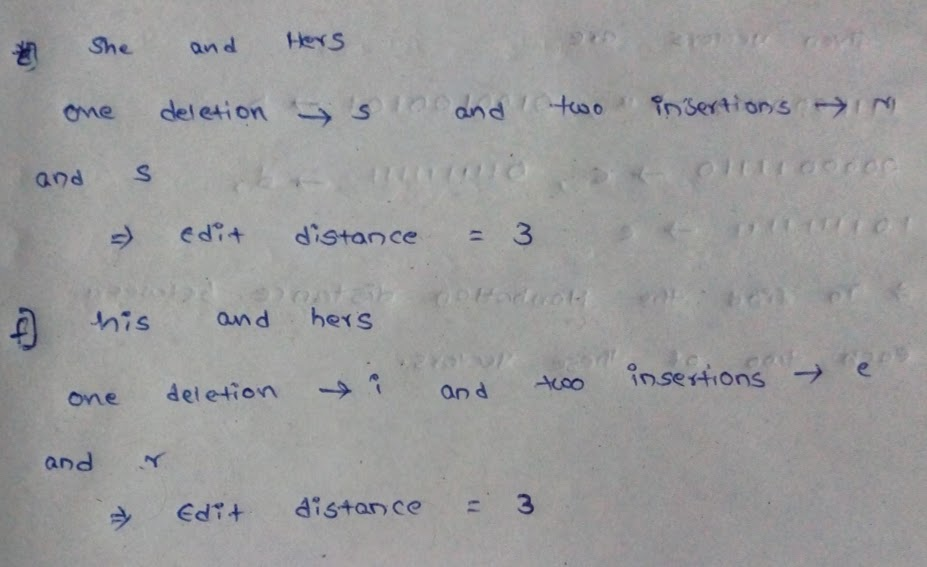 e] She and Hers
one deletion → s and two insertions → r
and s
⇒ edit distance = 3
f] his and hers
one deletion → i and two insertions → e
and r
⇒ Edit distance = 3